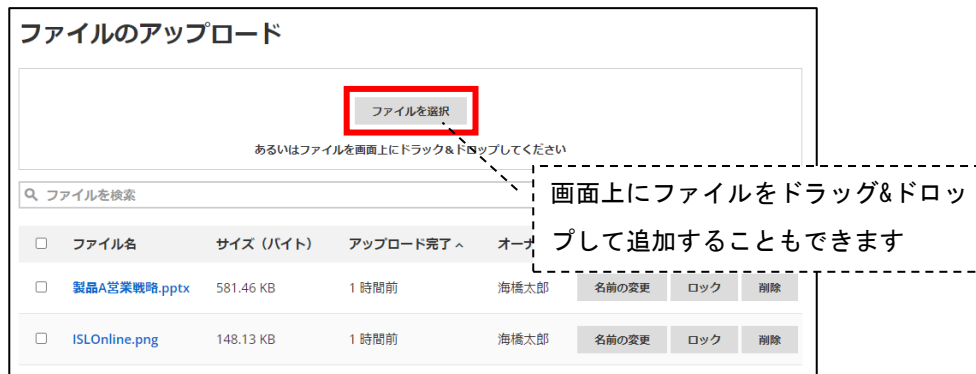 ファイルのアップロード
ファイルを選択
あるいはファイルを画面上にドラック&ドロップしてください
画面上にファイルをドラッグ&ドロッ
プして追加することもできます
ファイルを検索
ファイル名 サイズ（バイト） アップロード完了 オーナ
製品A営業戦略.pptx 581.46 KB 1 時間前 海橋太郎 名前の変更 ロック 削除
ISLOnline.png 148.13 KB 1 時間前 海橋太郎 名前の変更 ロック 削除